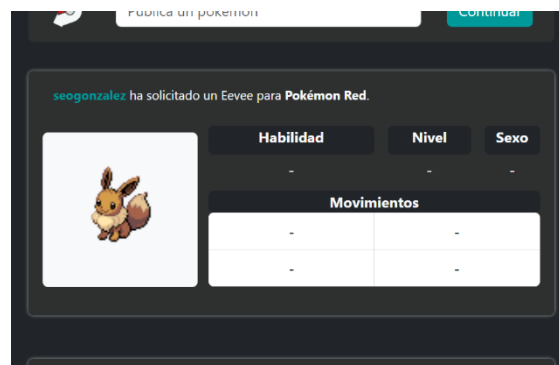 Publica un pokemon
Continuar
seogonzalez ha solicitado un Eevee para Pokémon Red.
Habilidad Nivel Sexo
- - -
Movimientos
- -
- -